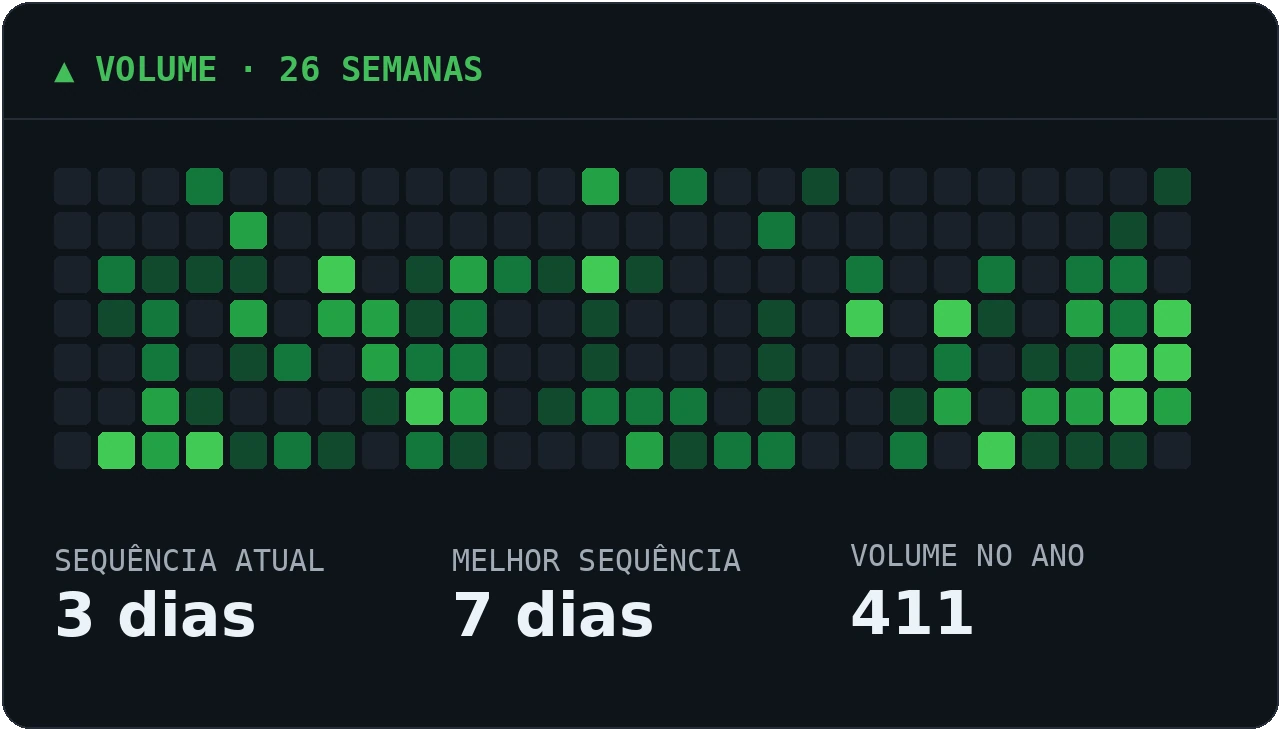 ▲ VOLUME · 26 SEMANAS
SEQUÊNCIA ATUAL
3 dias
MELHOR SEQUÊNCIA
7 dias
VOLUME NO ANO
411